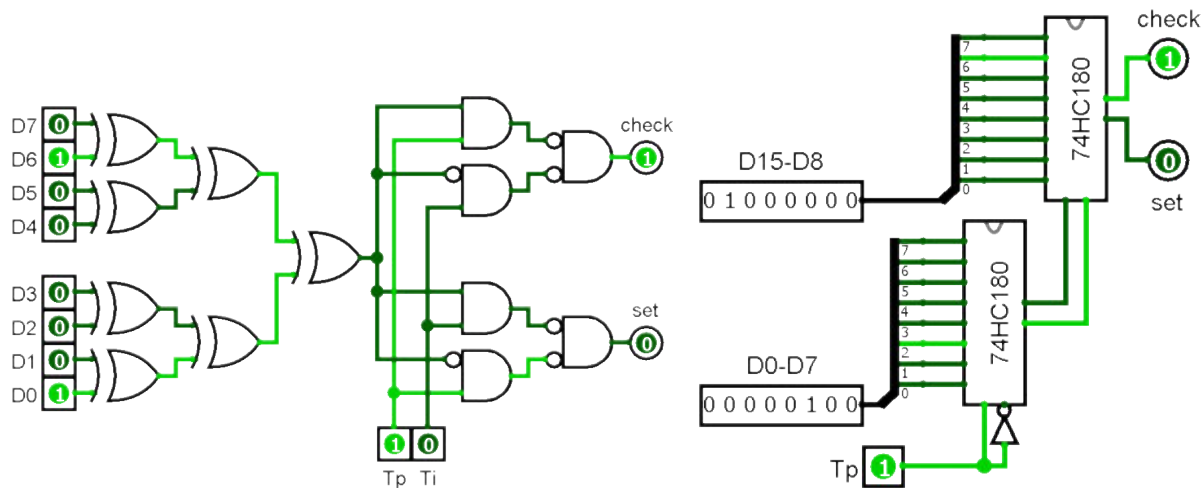 D7 0
D6 1
D5 0
D4 0
D3 0
D2 0
D1 0
D0 1
check
1
set
0
1 0
Tp Ti
D15-D8
0 1 0 0 0 0 0 0
7
6
5
4
3
2
1
0
74HC180
check
1
0
set
D0-D7
0 0 0 0 0 1 0 0
7
6
5
4
3
2
1
0
74HC180
Tp 1